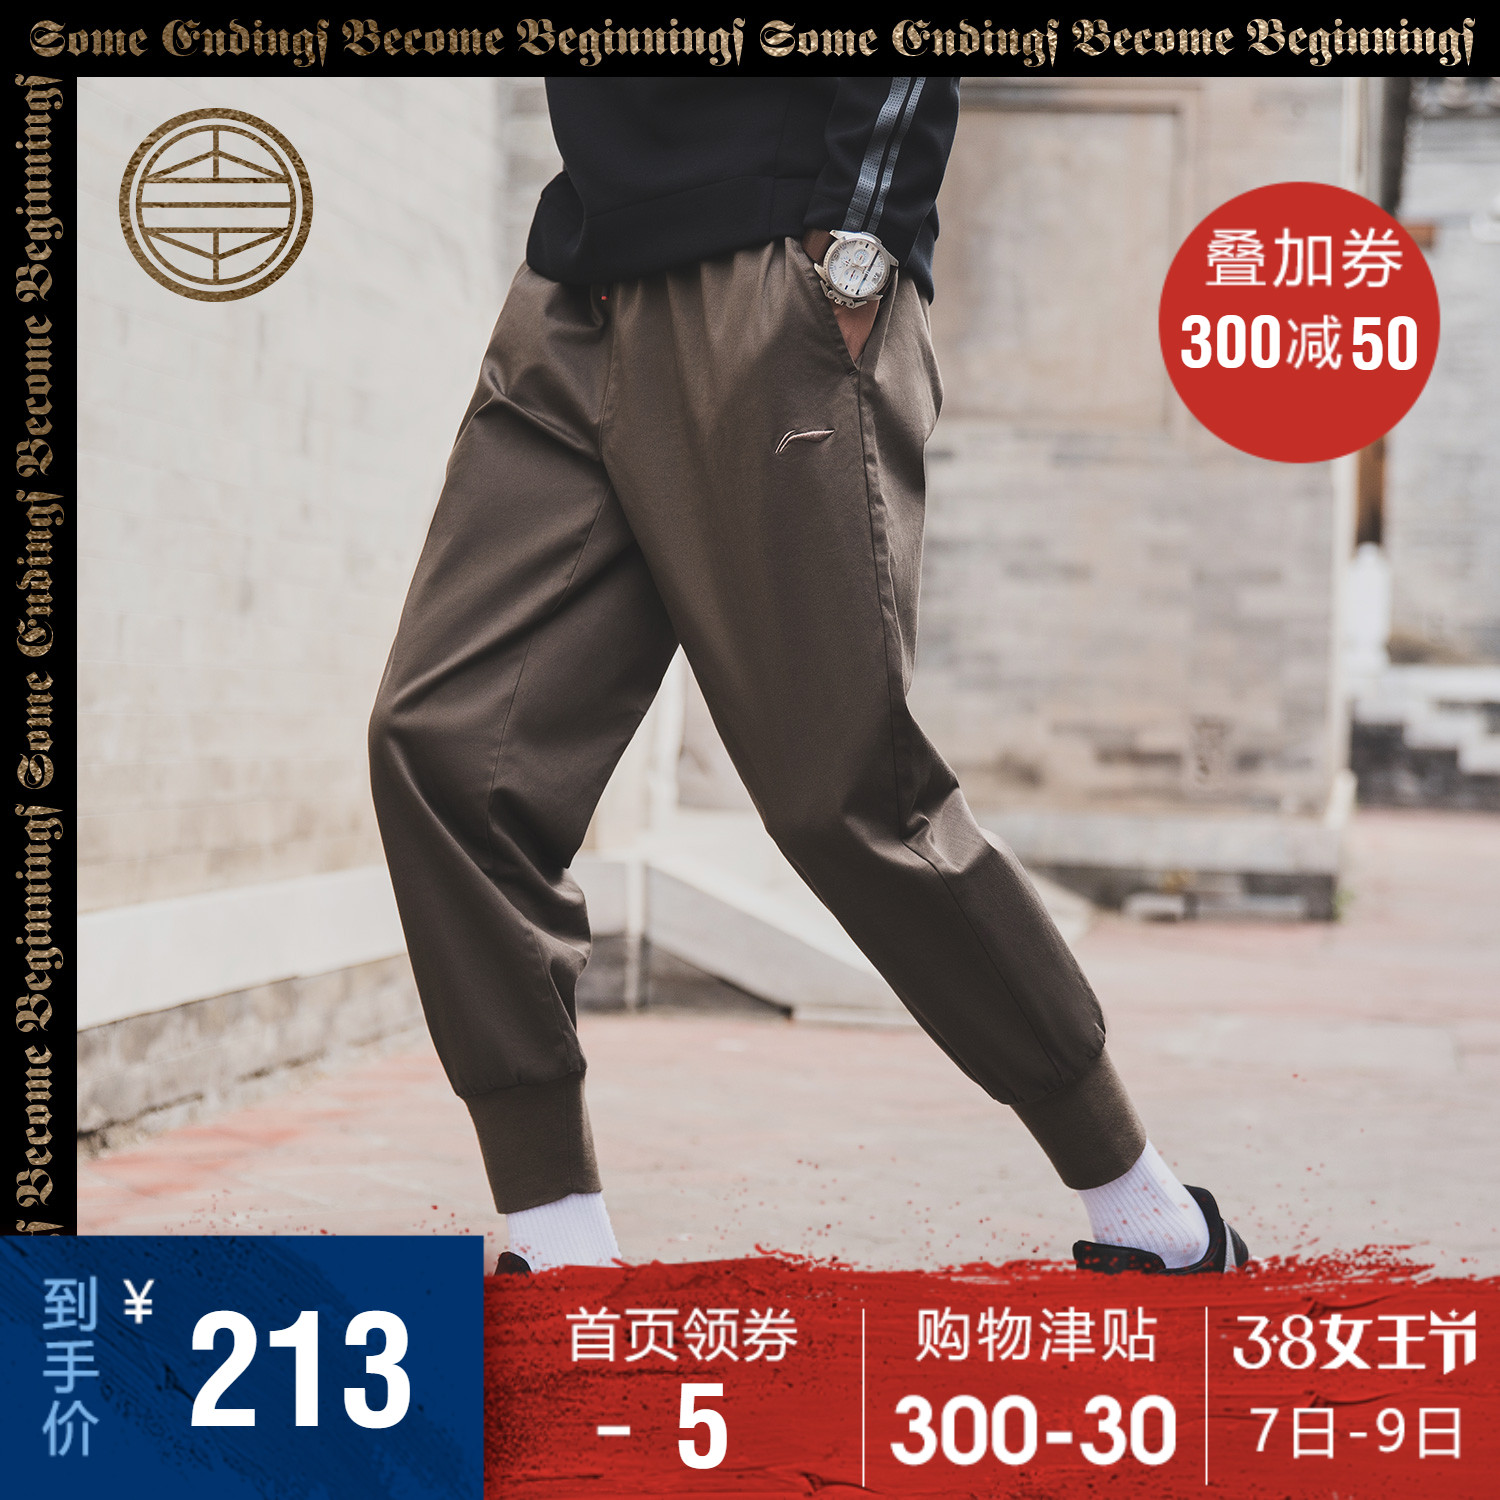 Some Endings Become Beginnings Some Endings Become Beginnings
Some Endings Become Beginnings
Become Beginnings
叠加券
300减50
到手价
¥
213
首页领券
- 5
购物津贴
300-30
3·8女王节
7日-9日